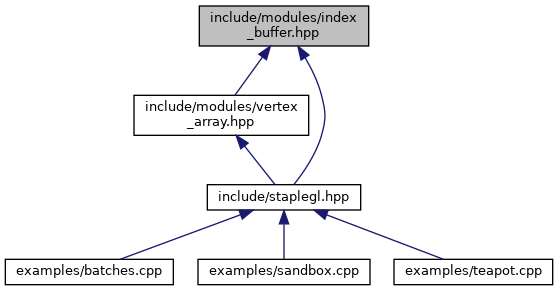 include/modules/index
_buffer.hpp
include/modules/vertex
_array.hpp
include/staplegl.hpp
examples/batches.cpp
examples/sandbox.cpp
examples/teapot.cpp